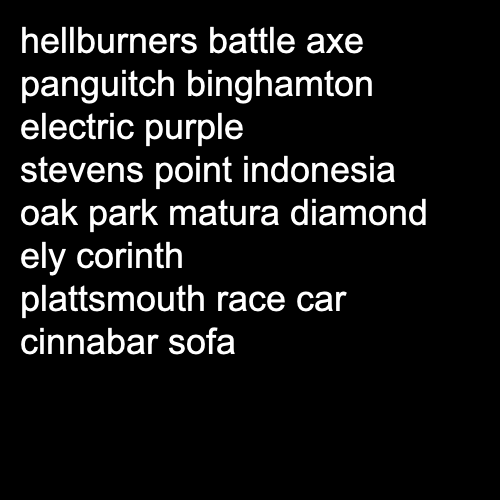 hellburners battle axe
panguitch binghamton
electric purple
stevens point indonesia
oak park matura diamond
ely corinth
plattsmouth race car
cinnabar sofa